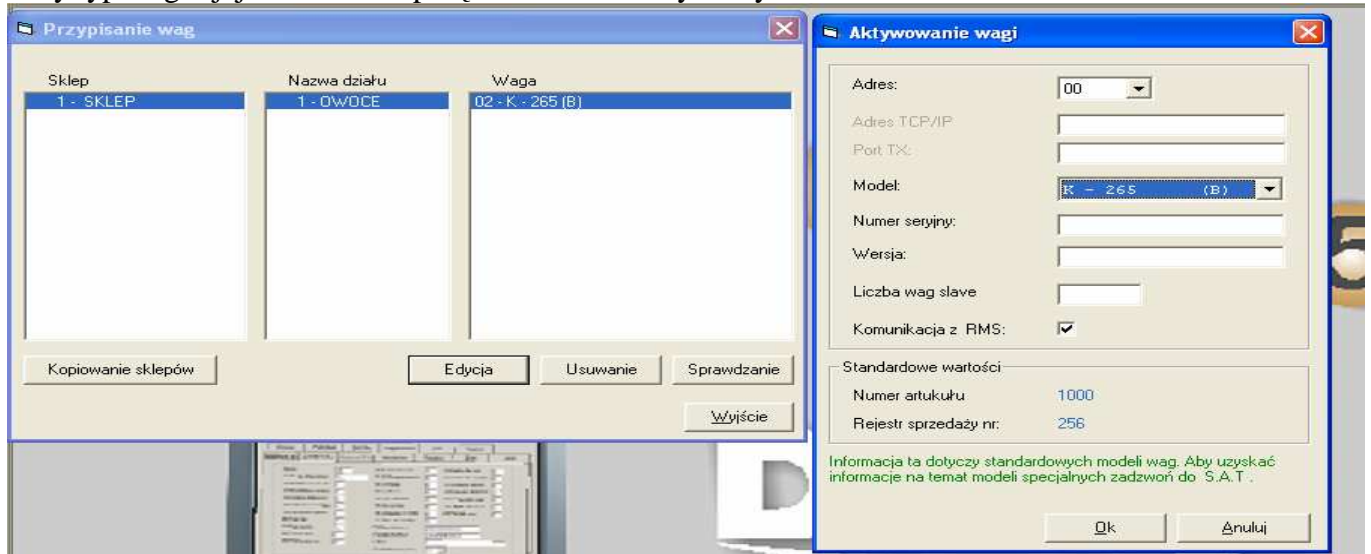 Przypisanie wag
Sklep Nazwa działu Waga
1 - SKLEP 1 - OWOCE 02 - K - 265 (B)
Kopiowanie sklepów Edycja Usuwanie Sprawdzanie
Wyjście
Aktywowanie wagi
Adres: 00
Adres TCP/IP
Port TX:
Model: K - 265 (B)
Numer seryjny:
Wersja:
Liczba wag slave
Komunikacja z RMS:
Standardowe wartości
Numer artukułu 1000
Rejestr sprzedaży nr: 256
Informacja ta dotyczy standardowych modeli wag. Aby uzyskać
informacje na temat modeli specjalnych zadzwoń do S.A.T .
Ok Anuluj
D
5